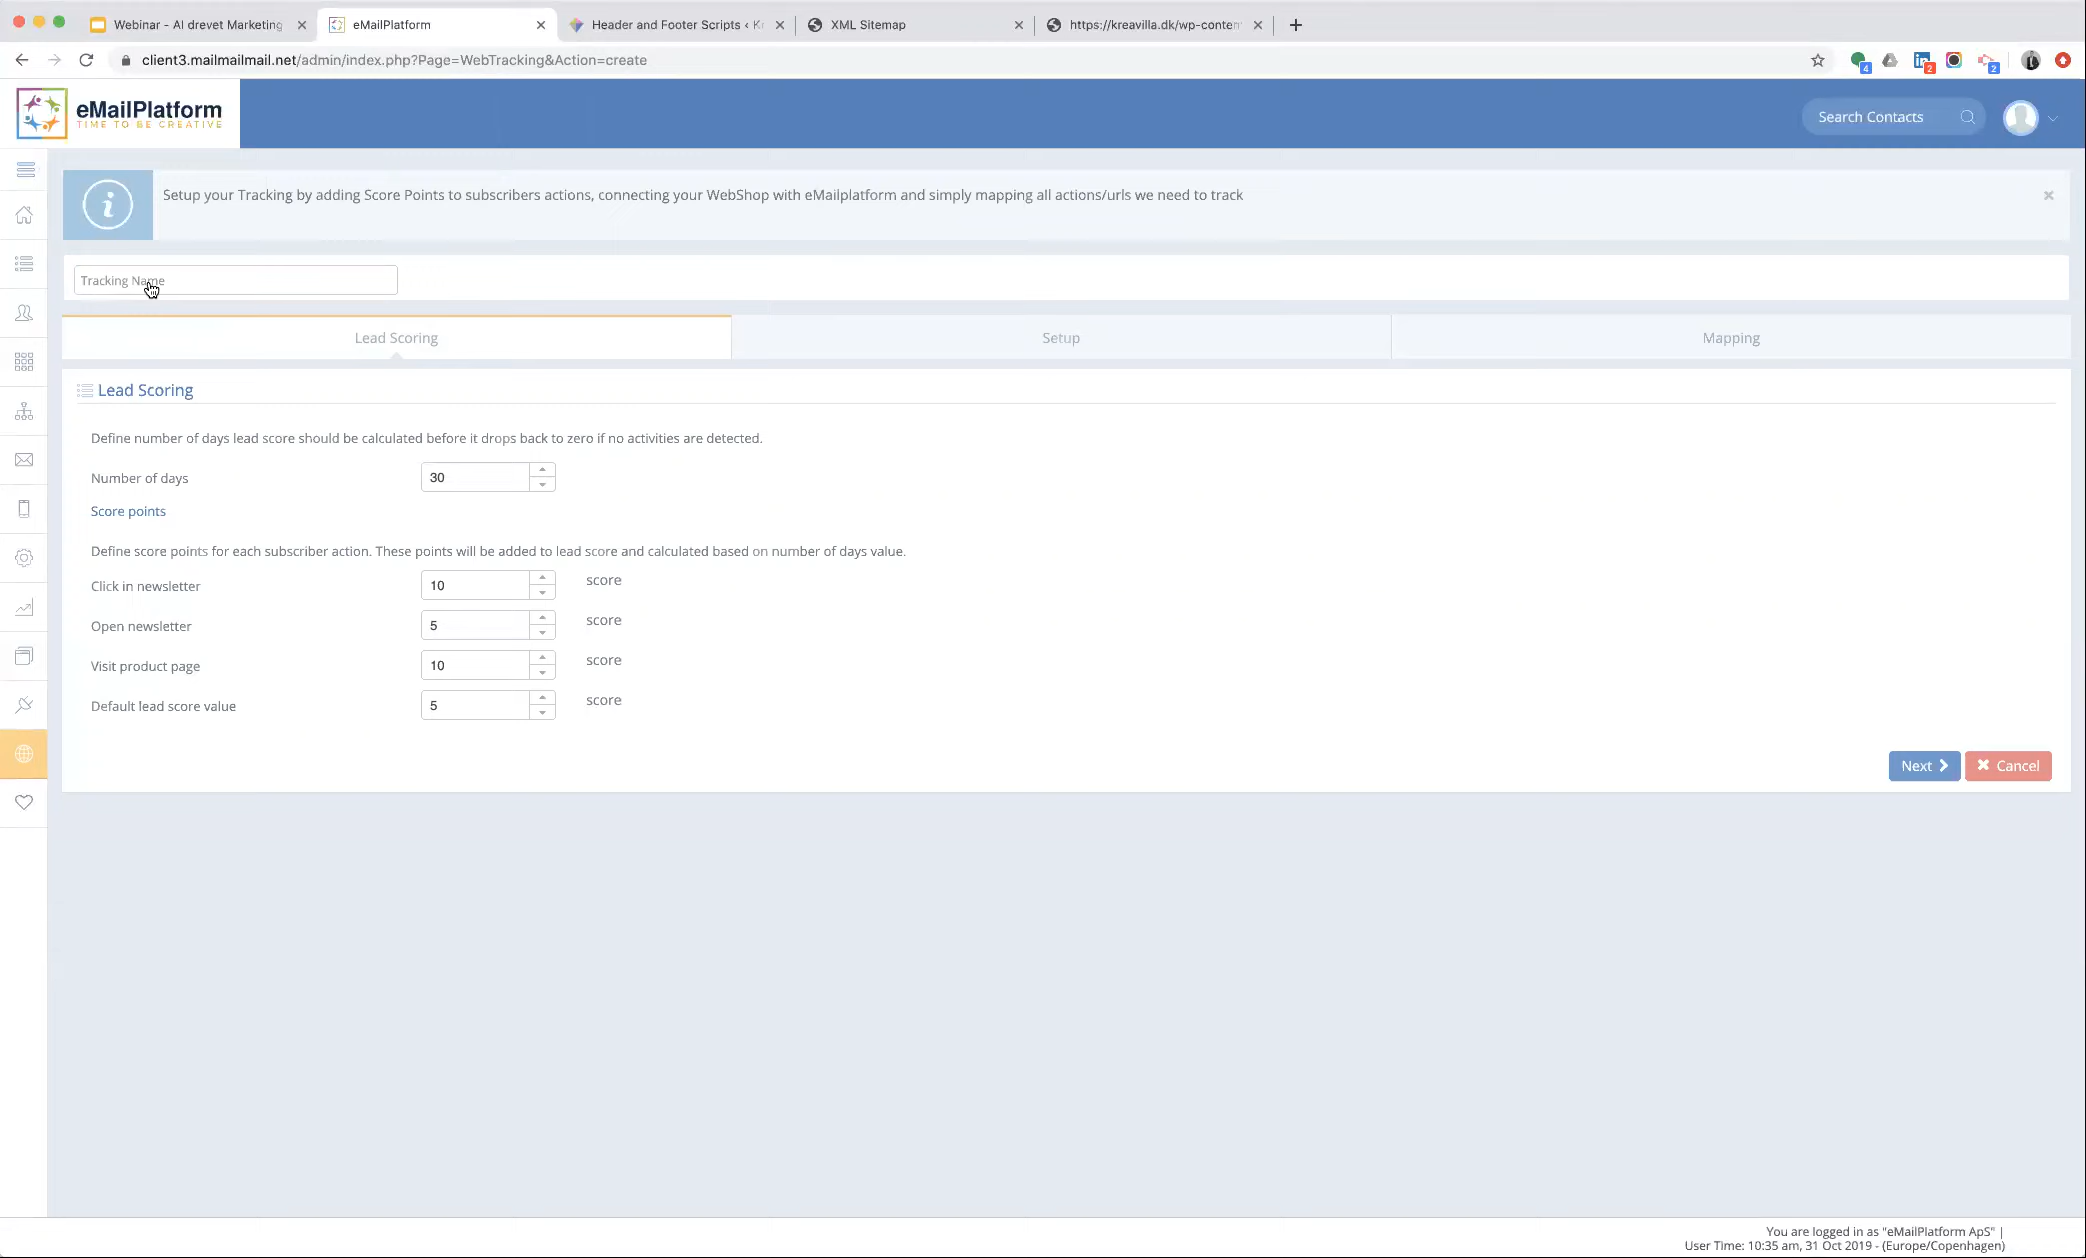 Webinar - AI drevet Marketing
eMailPlatform
Header and Footer Scripts ‹ K
XML Sitemap
https://kreavilla.dk/wp-conten
client3.mailmailmail.net/admin/index.php?Page=WebTracking&Action=create
4
2
2
eMailPlatform
TIME TO BE CREATIVE
Search Contacts
Setup your Tracking by adding Score Points to subscribers actions, connecting your WebShop with eMailplatform and simply mapping all actions/urls we need to track
Tracking Name
Lead Scoring
Setup
Mapping
Lead Scoring
Define number of days lead score should be calculated before it drops back to zero if no activities are detected.
Number of days
30
Score points
Define score points for each subscriber action. These points will be added to lead score and calculated based on number of days value.
Click in newsletter
10
score
Open newsletter
5
score
Visit product page
10
score
Default lead score value
5
score
Next
Cancel
You are logged in as "eMailPlatform ApS" |
User Time: 10:35 am, 31 Oct 2019 - (Europe/Copenhagen)